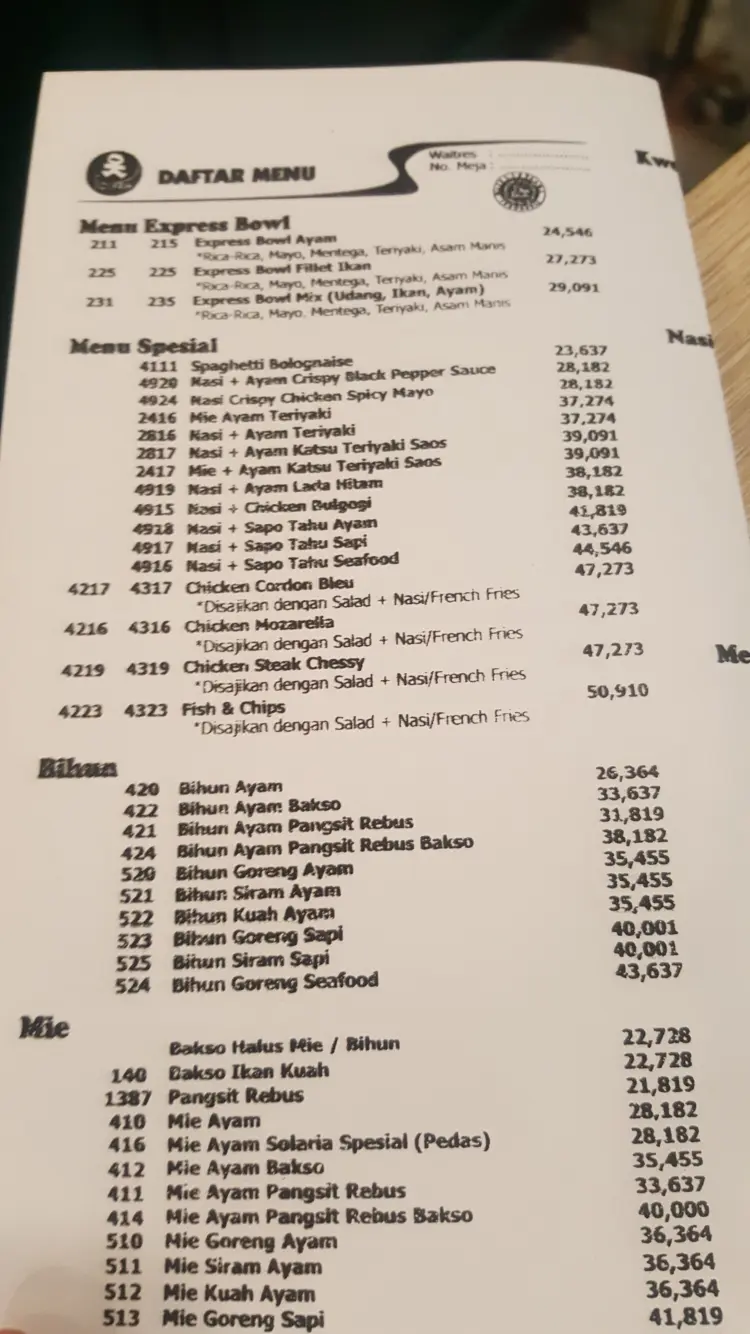 DAFTAR MENU
Waitres :
No. Meja :
Kwe
Menu Express Bowl
211 215 Express Bowl Ayam 24,546
*Rica-Rica, Mayo, Mentega, Teriyaki, Asam Manis
225 225 Express Bowl Fillet Ikan 27,273
*Rica-Rica, Mayo, Mentega, Teriyaki, Asam Manis
231 235 Express Bowl Mix (Udang, Ikan, Ayam) 29,091
*Rica-Rica, Mayo, Mentega, Teriyaki, Asam Manis
Nasi
Menu Spesial
4111 Spaghetti Bolognaise 23,637
4920 Nasi + Ayam Crispy Black Pepper Sauce 28,182
4924 Nasi Crispy Chicken Spicy Mayo 28,182
2416 Mie Ayam Teriyaki 37,274
2816 Nasi + Ayam Teriyaki 37,274
2817 Nasi + Ayam Katsu Teriyaki Saos 39,091
2417 Mie + Ayam Katsu Teriyaki Saos 39,091
4919 Nasi + Ayam Lada Hitam 38,182
4915 Nasi + Chicken Bulgogi 38,182
4918 Nasi + Sapo Tahu Ayam 41,819
4917 Nasi + Sapo Tahu Sapi 43,637
4916 Nasi + Sapo Tahu Seafood 44,546
4217 4317 Chicken Cordon Bleu 47,273
*Disajikan dengan Salad + Nasi/French Fries
4216 4316 Chicken Mozarella 47,273
*Disajikan dengan Salad + Nasi/French Fries
4219 4319 Chicken Steak Chessy 47,273
*Disajikan dengan Salad + Nasi/French Fries
4223 4323 Fish & Chips 50,910
*Disajikan dengan Salad + Nasi/French Fries
Me
Bihun
420 Bihun Ayam 26,364
422 Bihun Ayam Bakso 33,637
421 Bihun Ayam Pangsit Rebus 31,819
424 Bihun Ayam Pangsit Rebus Bakso 38,182
520 Bihun Goreng Ayam 35,455
521 Bihun Siram Ayam 35,455
522 Bihun Kuah Ayam 35,455
523 Bihun Goreng Sapi 40,001
525 Bihun Siram Sapi 40,001
524 Bihun Goreng Seafood 43,637
Mie
Bakso Halus Mie / Bihun 22,728
140 Bakso Ikan Kuah 22,728
1387 Pangsit Rebus 21,819
410 Mie Ayam 28,182
416 Mie Ayam Solaria Spesial (Pedas) 28,182
412 Mie Ayam Bakso 35,455
411 Mie Ayam Pangsit Rebus 33,637
414 Mie Ayam Pangsit Rebus Bakso 40,000
510 Mie Goreng Ayam 36,364
511 Mie Siram Ayam 36,364
512 Mie Kuah Ayam 36,364
513 Mie Goreng Sapi 41,819